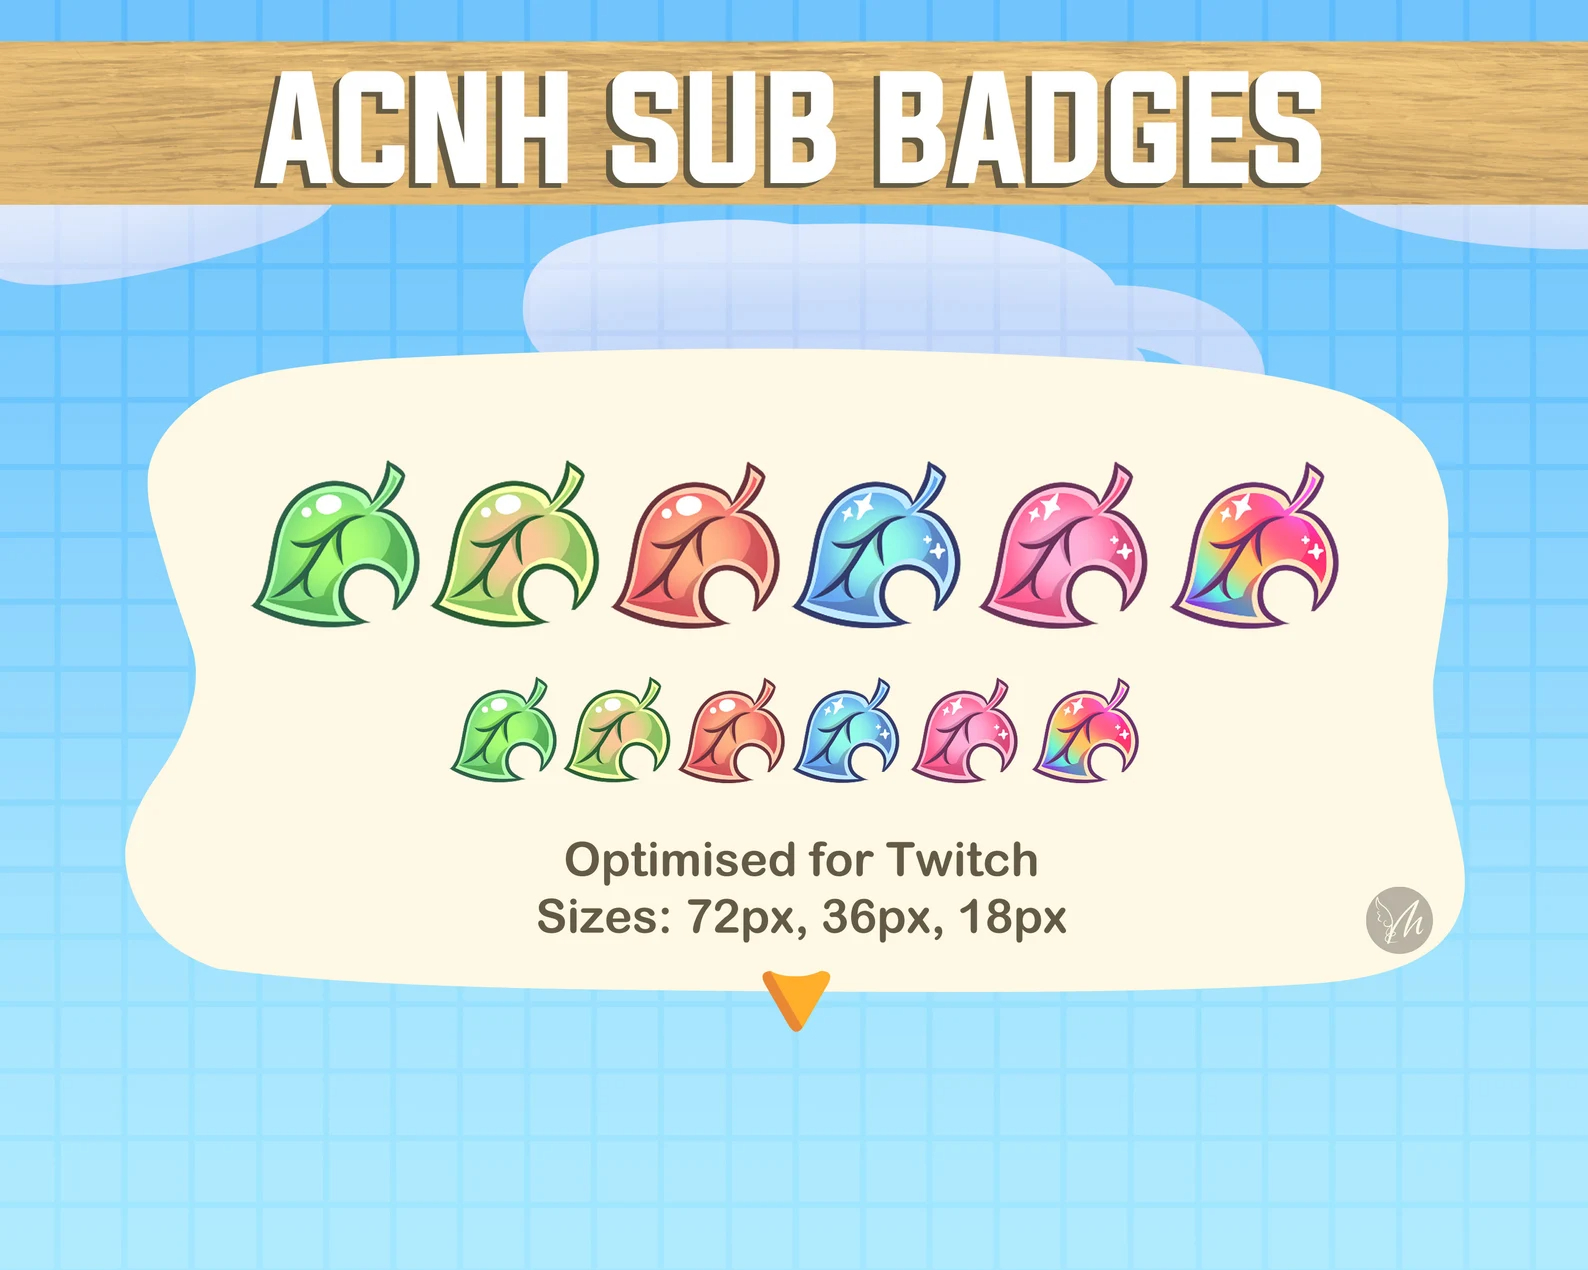 ACNH SUB BADGES
Optimised for Twitch
Sizes: 72px, 36px, 18px